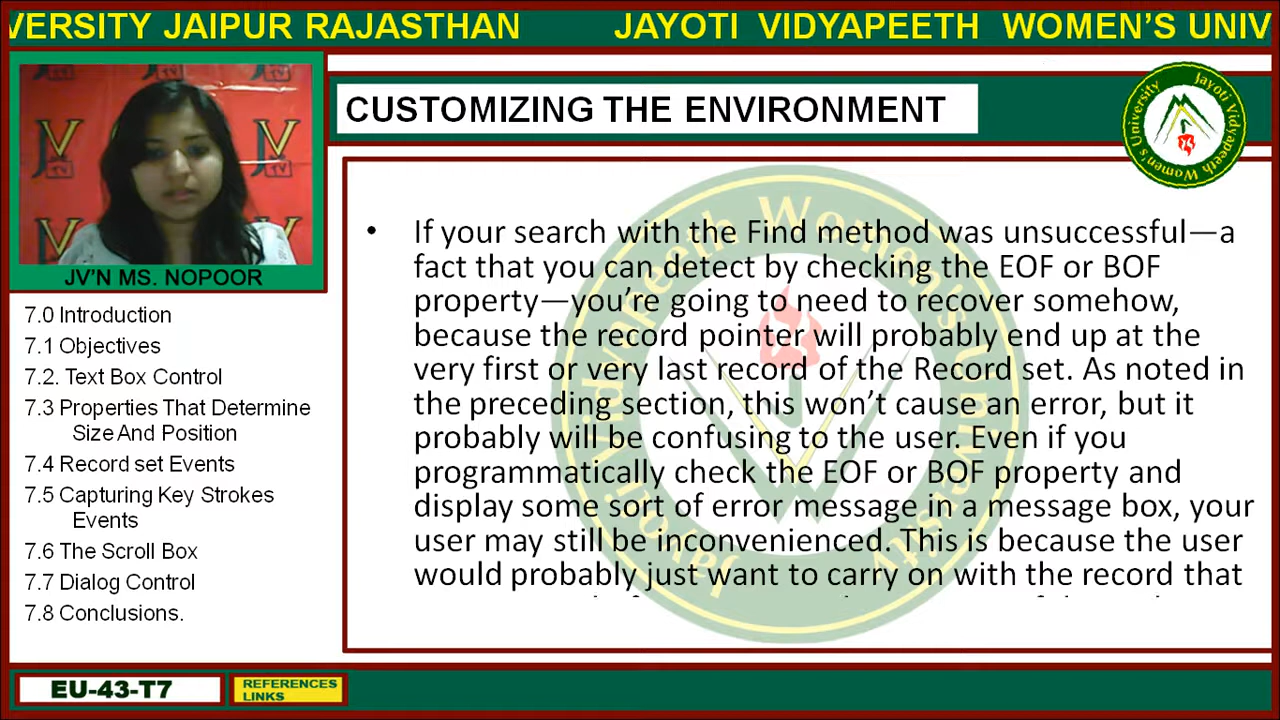 VERSITY JAIPUR RAJASTHAN JAYOTI VIDYAPEETH WOMEN'S UNIV
CUSTOMIZING THE ENVIRONMENT
Jayoti Vidyapeeth Women's University
JV'N MS. NOPOOR
7.0 Introduction
7.1 Objectives
7.2. Text Box Control
7.3 Properties That Determine
Size And Position
7.4 Record set Events
7.5 Capturing Key Strokes
Events
7.6 The Scroll Box
7.7 Dialog Control
7.8 Conclusions.
• If your search with the Find method was unsuccessful—a
fact that you can detect by checking the EOF or BOF
property—you're going to need to recover somehow,
because the record pointer will probably end up at the
very first or very last record of the Record set. As noted in
the preceding section, this won't cause an error, but it
probably will be confusing to the user. Even if you
programmatically check the EOF or BOF property and
display some sort of error message in a message box, your
user may still be inconvenienced. This is because the user
would probably just want to carry on with the record that
EU-43-T7
REFERENCES
LINKS